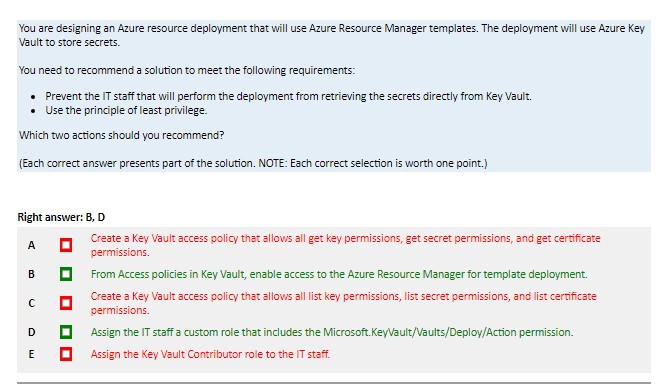 You are designing an Azure resource deployment that will use Azure Resource Manager templates. The deployment will use Azure Key
Vault to store secrets.
You need to recommend a solution to meet the following requirements:
• Prevent the IT staff that will perform the deployment from retrieving the secrets directly from Key Vault.
• Use the principle of least privilege.
Which two actions should you recommend?
(Each correct answer presents part of the solution. NOTE: Each correct selection is worth one point.)
Right answer: B, D
A Create a Key Vault access policy that allows all get key permissions, get secret permissions, and get certificate
permissions.
B From Access policies in Key Vault, enable access to the Azure Resource Manager for template deployment.
C Create a Key Vault access policy that allows all list key permissions, list secret permissions, and list certificate
permissions.
D Assign the IT staff a custom role that includes the Microsoft.KeyVault/Vaults/Deploy/Action permission.
E Assign the Key Vault Contributor role to the IT staff.